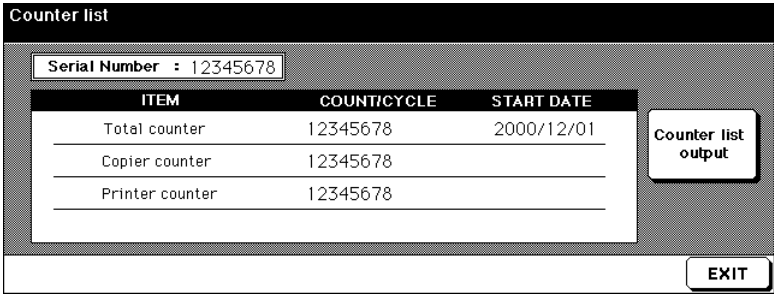 Counter list
Serial Number : 12345678
ITEM COUNT/CYCLE START DATE
Total counter 12345678 2000/12/01
Copier counter 12345678
Printer counter 12345678
Counter list
output
EXIT